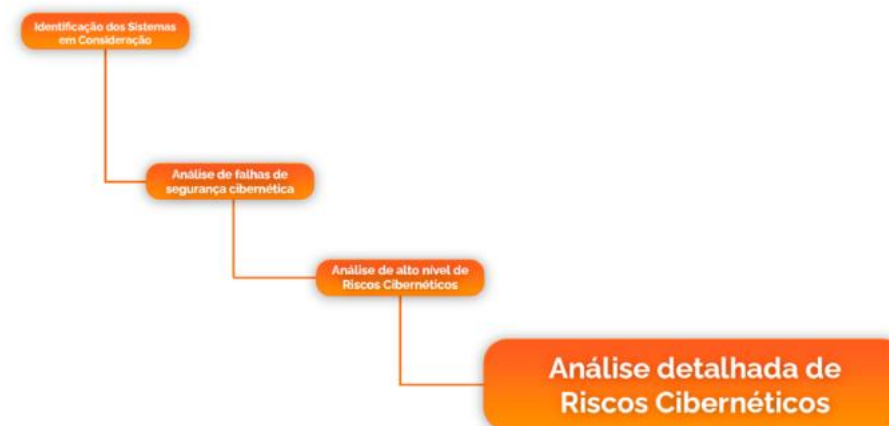 Identificação dos Sistemas
em Consideração
Análise de falhas de
segurança cibernética
Análise de alto nível de
Riscos Cibernéticos
Análise detalhada de
Riscos Cibernéticos